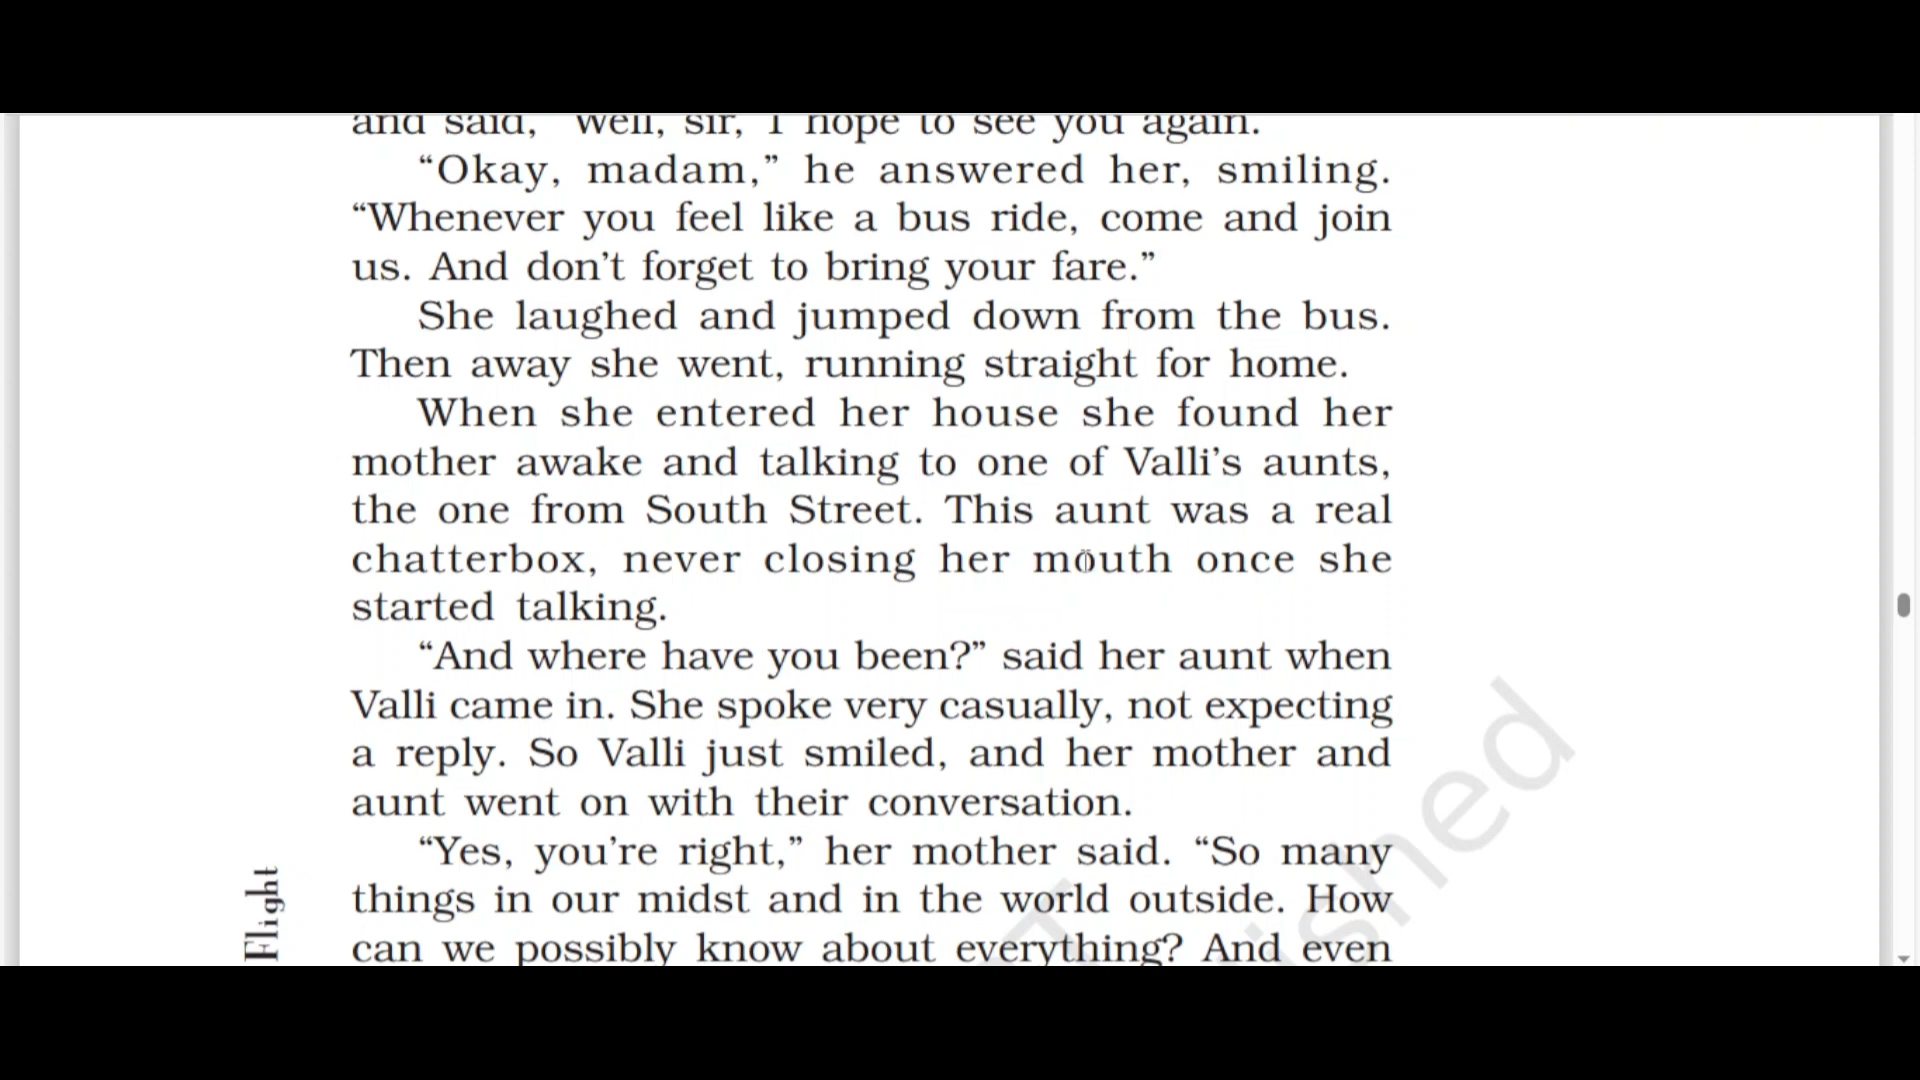 and said, “Well, sir, I hope to see you again.
“Okay, madam,” he answered her, smiling.
“Whenever you feel like a bus ride, come and join
us. And don’t forget to bring your fare.”
She laughed and jumped down from the bus.
Then away she went, running straight for home.
When she entered her house she found her
mother awake and talking to one of Valli’s aunts,
the one from South Street. This aunt was a real
chatterbox, never closing her mouth once she
started talking.
“And where have you been?” said her aunt when
Valli came in. She spoke very casually, not expecting
a reply. So Valli just smiled, and her mother and
aunt went on with their conversation.
“Yes, you’re right,” her mother said. “So many
things in our midst and in the world outside. How
can we possibly know about everything? And even
Flight